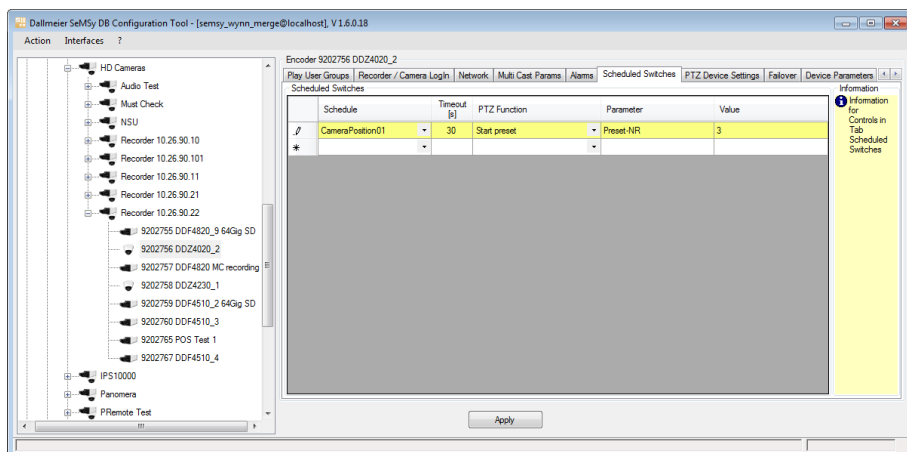 Dallmeier SeMSy DB Configuration Tool - [semsy_wynn_merge@localhost], V 1.6.0.18
Action Interfaces ?
HD Cameras
Audio Test
Must Check
NSU
Recorder 10.26.90.10
Recorder 10.26.90.101
Recorder 10.26.90.11
Recorder 10.26.90.21
Recorder 10.26.90.22
9202755 DDF4820_9 64Gig SD
9202756 DDZ4020_2
9202757 DDF4820 MC recording
9202758 DDZ4230_1
9202759 DDF4510_2 64Gig SD
9202760 DDF4510_3
9202765 POS Test 1
9202767 DDF4510_4
IPS10000
Panomera
PRemote Test
Encoder 9202756 DDZ4020_2
Play User Groups Recorder / Camera LogIn Network Multi Cast Params Alarms Scheduled Switches PTZ Device Settings Failover Device Parameters
Scheduled Switches
Schedule Timeout [s] PTZ Function Parameter Value
CameraPosition01 30 Start preset Preset-NR 3
Information
Information
for
Controls in
Tab
Scheduled
Switches
Apply